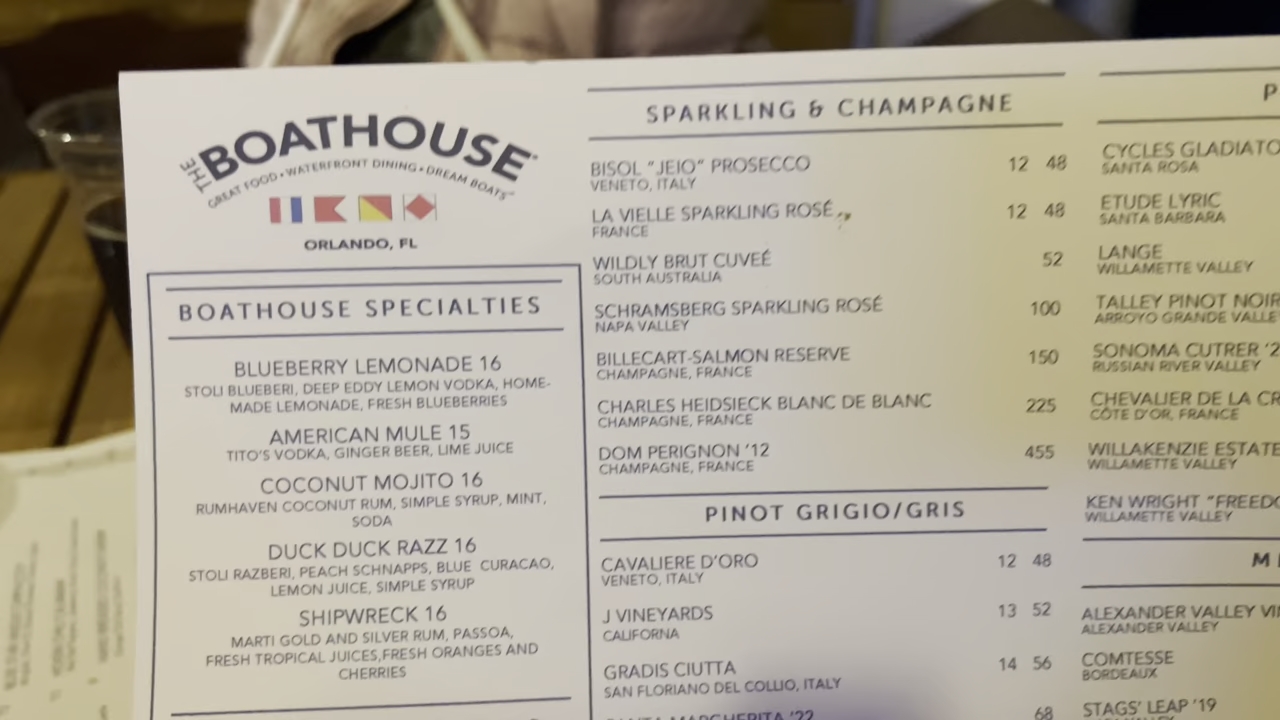 THE BOATHOUSE
GREAT FOOD • WATERFRONT DINING • DREAM BOATS
ORLANDO, FL
BOATHOUSE SPECIALTIES
BLUEBERRY LEMONADE 16
STOLI BLUEBERI, DEEP EDDY LEMON VODKA, HOME-
MADE LEMONADE, FRESH BLUEBERRIES
AMERICAN MULE 15
TITO'S VODKA, GINGER BEER, LIME JUICE
COCONUT MOJITO 16
RUMHAVEN COCONUT RUM, SIMPLE SYRUP, MINT,
SODA
DUCK DUCK RAZZ 16
STOLI RAZBERI, PEACH SCHNAPPS, BLUE CURACAO,
LEMON JUICE, SIMPLE SYRUP
SHIPWRECK 16
MARTI GOLD AND SILVER RUM, PASSOA,
FRESH TROPICAL JUICES,FRESH ORANGES AND
CHERRIES
SPARKLING & CHAMPAGNE
BISOL "JEIO" PROSECCO 12 48
VENETO, ITALY
LA VIELLE SPARKLING ROSÉ 12 48
FRANCE
WILDLY BRUT CUVEÉ 52
SOUTH AUSTRALIA
SCHRAMSBERG SPARKLING ROSÉ 100
NAPA VALLEY
BILLECART-SALMON RESERVE 150
CHAMPAGNE, FRANCE
CHARLES HEIDSIECK BLANC DE BLANC 225
CHAMPAGNE, FRANCE
DOM PERIGNON '12 455
CHAMPAGNE, FRANCE
PINOT GRIGIO/GRIS
CAVALIERE D'ORO 12 48
VENETO, ITALY
J VINEYARDS 13 52
CALIFORNA
GRADIS CIUTTA 14 56
SAN FLORIANO DEL COLLIO, ITALY
SANTA MARGHERITA '22 68
P
CYCLES GLADIATO
SANTA ROSA
ETUDE LYRIC
SANTA BARBARA
LANGE
WILLAMETTE VALLEY
TALLEY PINOT NOIR
ARROYO GRANDE VALLE
SONOMA CUTRER '2
RUSSIAN RIVER VALLEY
CHEVALIER DE LA CR
CÔTE D'OR, FRANCE
WILLAKENZIE ESTATE
WILLAMETTE VALLEY
KEN WRIGHT "FREEDO
WILLAMETTE VALLEY
M
ALEXANDER VALLEY VI
ALEXANDER VALLEY
COMTESSE
BORDEAUX
STAGS' LEAP '19